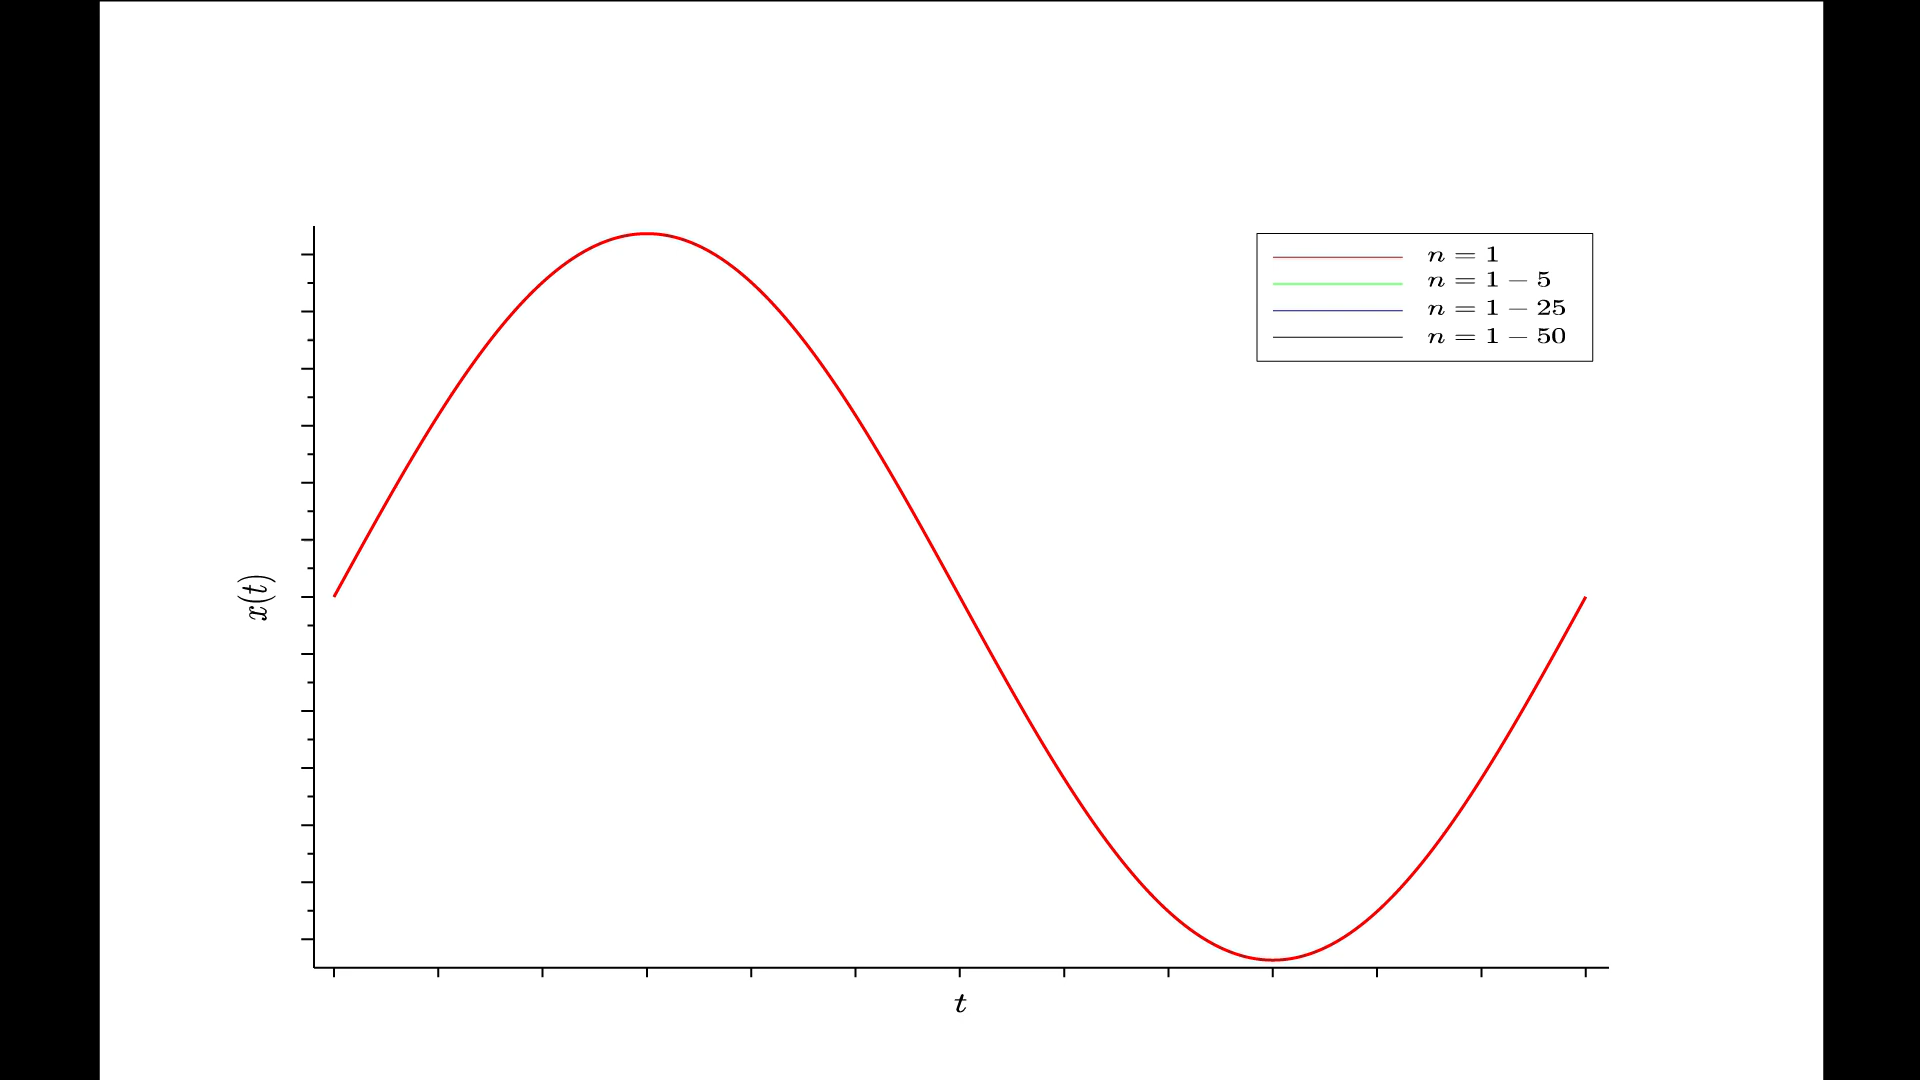 n = 1
n = 1 − 5
n = 1 − 25
n = 1 − 50
x(t)
t